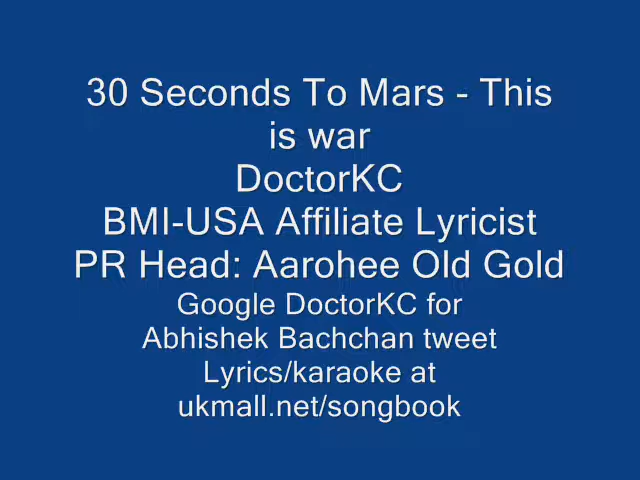 30 Seconds To Mars - This
is war
DoctorKC
BMI-USA Affiliate Lyricist
PR Head: Aarohee Old Gold
Google DoctorKC for
Abhishek Bachchan tweet
Lyrics/karaoke at
ukmall.net/songbook